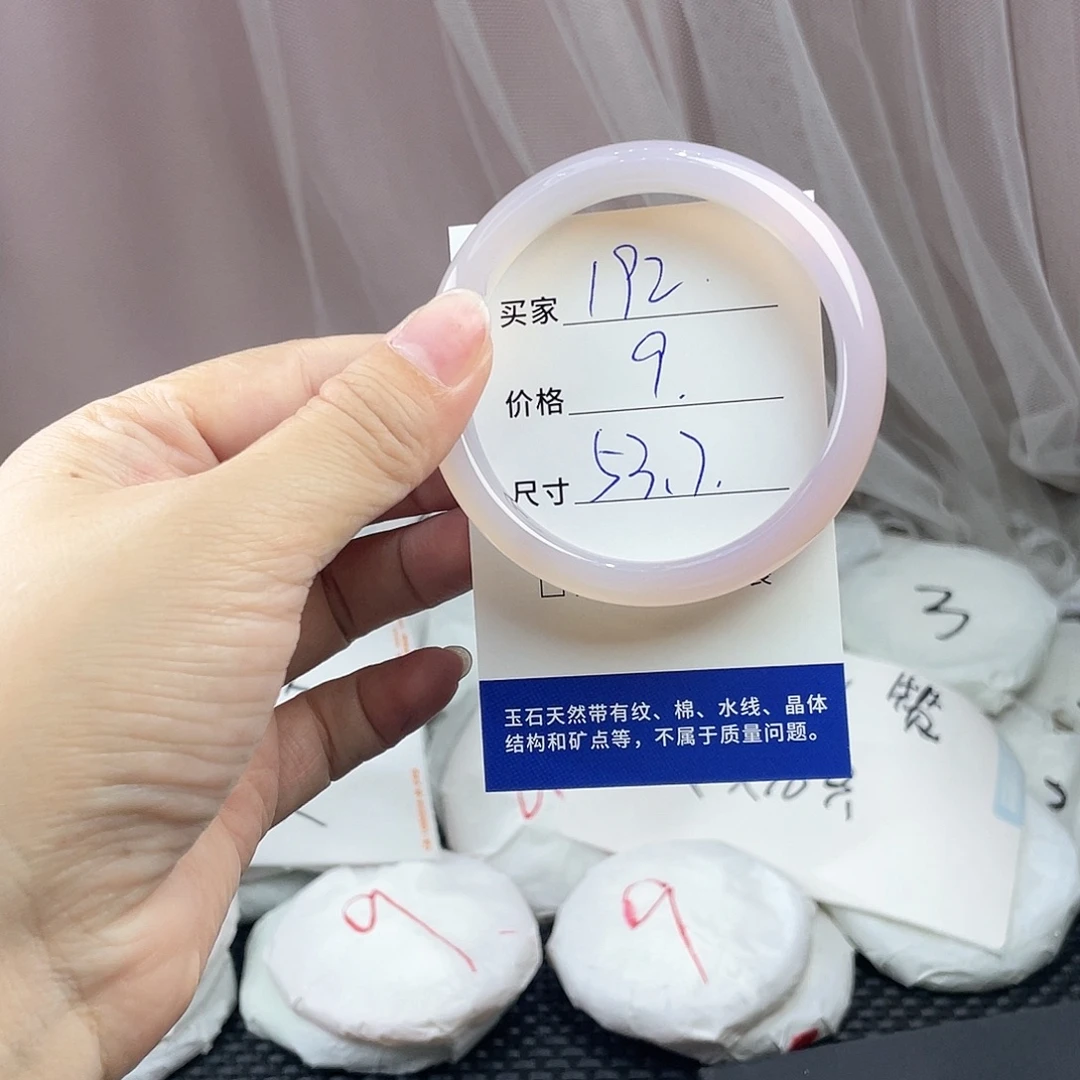 买家 192.
价格 9.
尺寸 53.7.
玉石天然带有纹、棉、水线、晶体
结构和矿点等，不属于质量问题。
3
9
9